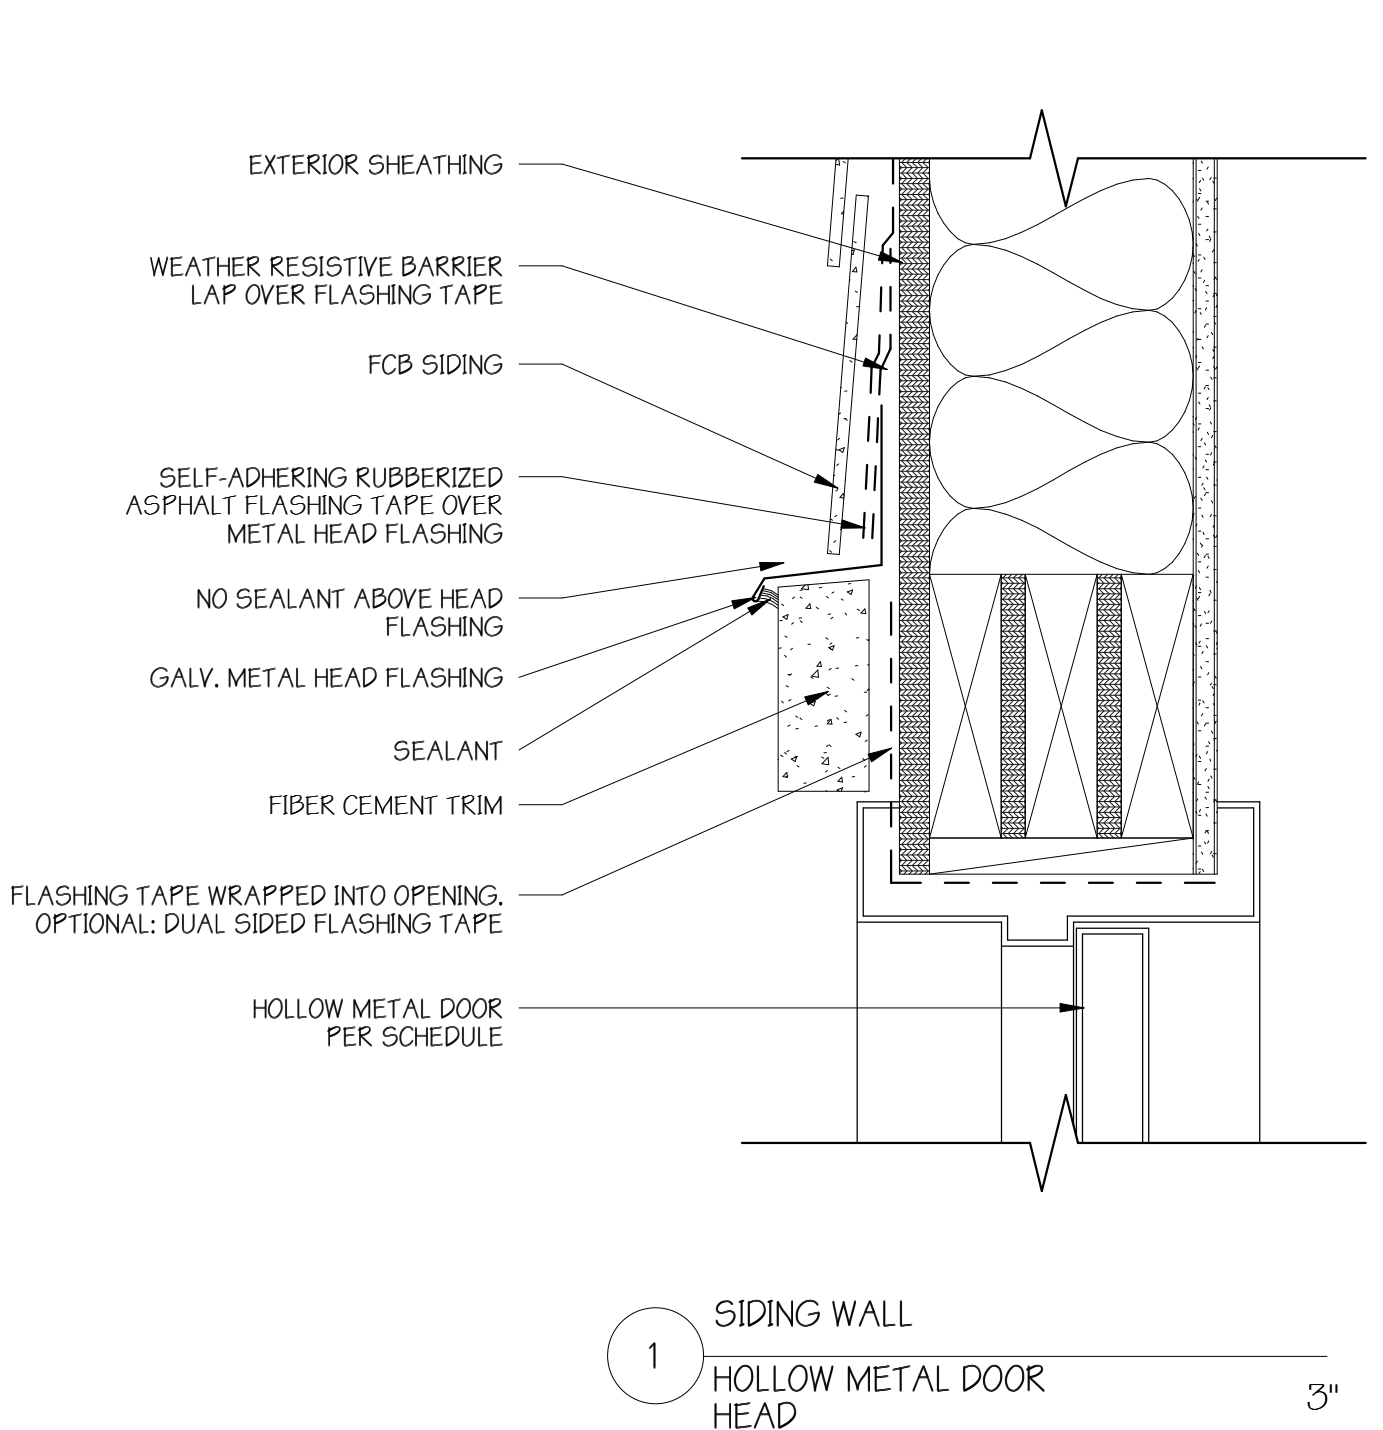 EXTERIOR SHEATHING
WEATHER RESISTIVE BARRIER
LAP OVER FLASHING TAPE
FCB SIDING
SELF-ADHERING RUBBERIZED
ASPHALT FLASHING TAPE OVER
METAL HEAD FLASHING
NO SEALANT ABOVE HEAD
FLASHING
GALV. METAL HEAD FLASHING
SEALANT
FIBER CEMENT TRIM
FLASHING TAPE WRAPPED INTO OPENING.
OPTIONAL: DUAL SIDED FLASHING TAPE
HOLLOW METAL DOOR
PER SCHEDULE
1
SIDING WALL
HOLLOW METAL DOOR
HEAD
3"